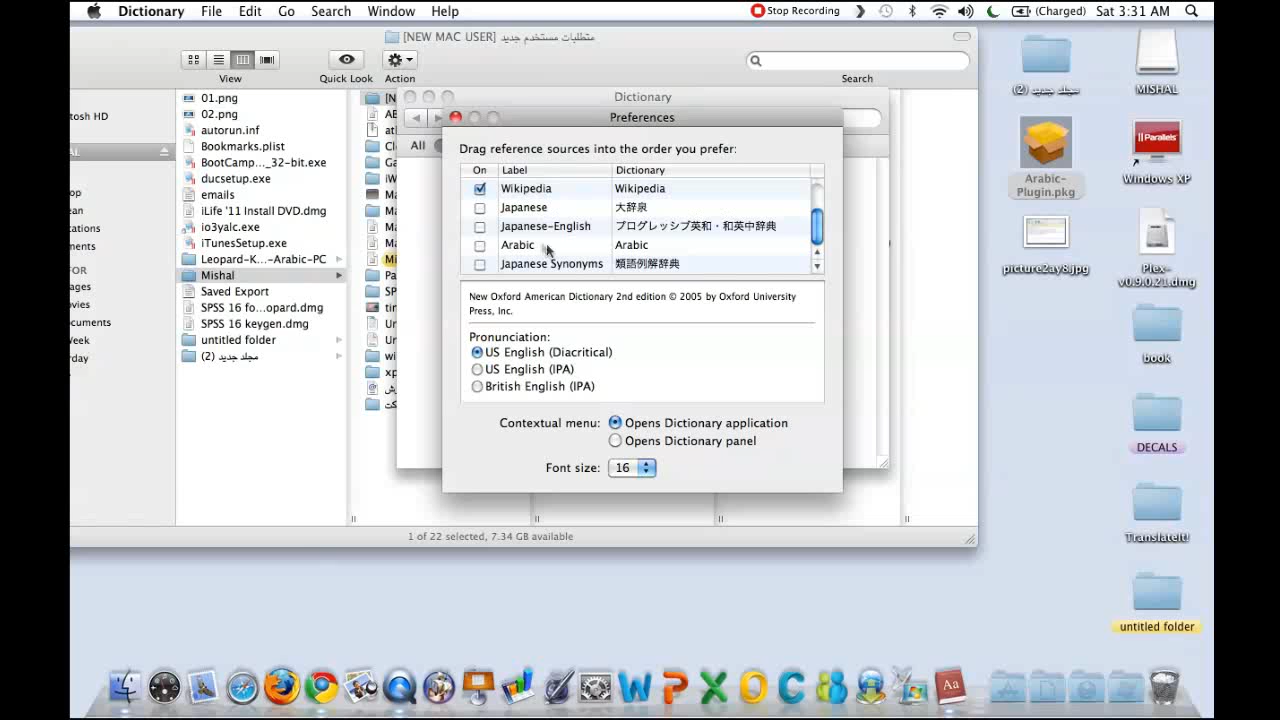 Dictionary File Edit Go Search Window Help
Stop Recording (Charged) Sat 3:31 AM
[NEW MAC USER] متطلبات مستخدم جديد
View
Quick Look
Action
Search
tosh HD
01.png
02.png
autorun.inf
Bookmarks.plist
BootCamp..._32-bit.exe
ducsetup.exe
emails
iLife '11 Install DVD.dmg
io3yalc.exe
iTunesSetup.exe
Leopard-K...-Arabic-PC
Mishal
Saved Export
SPSS 16 fo...opard.dmg
SPSS 16 keygen.dmg
untitled folder
مجلد جديد (2)
Dictionary
All
Preferences
Drag reference sources into the order you prefer:
On Label Dictionary
Wikipedia Wikipedia
Japanese 大辞泉
Japanese-English プログレッシブ英和・和英中辞典
Arabic Arabic
Japanese Synonyms 類語例解辞典
New Oxford American Dictionary 2nd edition © 2005 by Oxford University
Press, Inc.
Pronunciation:
US English (Diacritical)
US English (IPA)
British English (IPA)
Contextual menu: Opens Dictionary application
Opens Dictionary panel
Font size: 16
1 of 22 selected, 7.34 GB available
مجلد جديد (2)
MISHAL
Arabic-
Plugin.pkg
Parallels
Windows XP
picture2ay8.jpg
Plex-
v0.9.0.21.dmg
book
DECALS
TranslateIt!
untitled folder
Aa